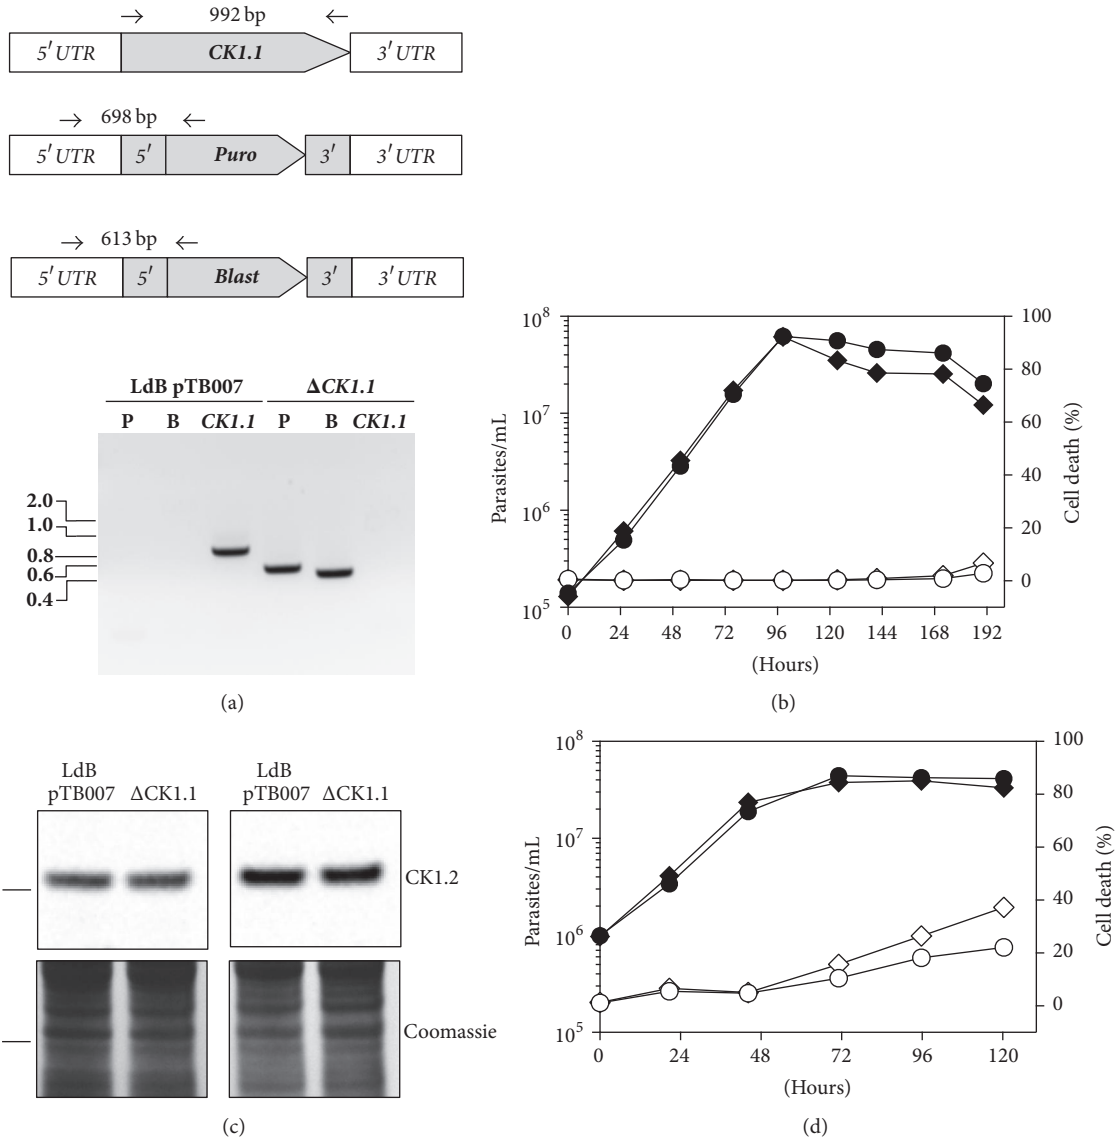 992 bp
5′ UTR CK1.1 3′ UTR
698 bp
5′ UTR 5′ Puro 3′ 3′ UTR
613 bp
5′ UTR 5′ Blast 3′ 3′ UTR
LdB pTB007 ΔCK1.1
P B CK1.1 P B CK1.1
2.0
1.0
0.8
0.6
0.4
(a)
10^8
10^7
10^6
10^5
Parasites/mL
100
80
60
40
20
0
Cell death (%)
0 24 48 72 96 120 144 168 192
(Hours)
(b)
LdB
pTB007 ΔCK1.1
LdB
pTB007 ΔCK1.1
CK1.2
Coomassie
(c)
10^8
10^7
10^6
10^5
Parasites/mL
100
80
60
40
20
0
Cell death (%)
0 24 48 72 96 120
(Hours)
(d)